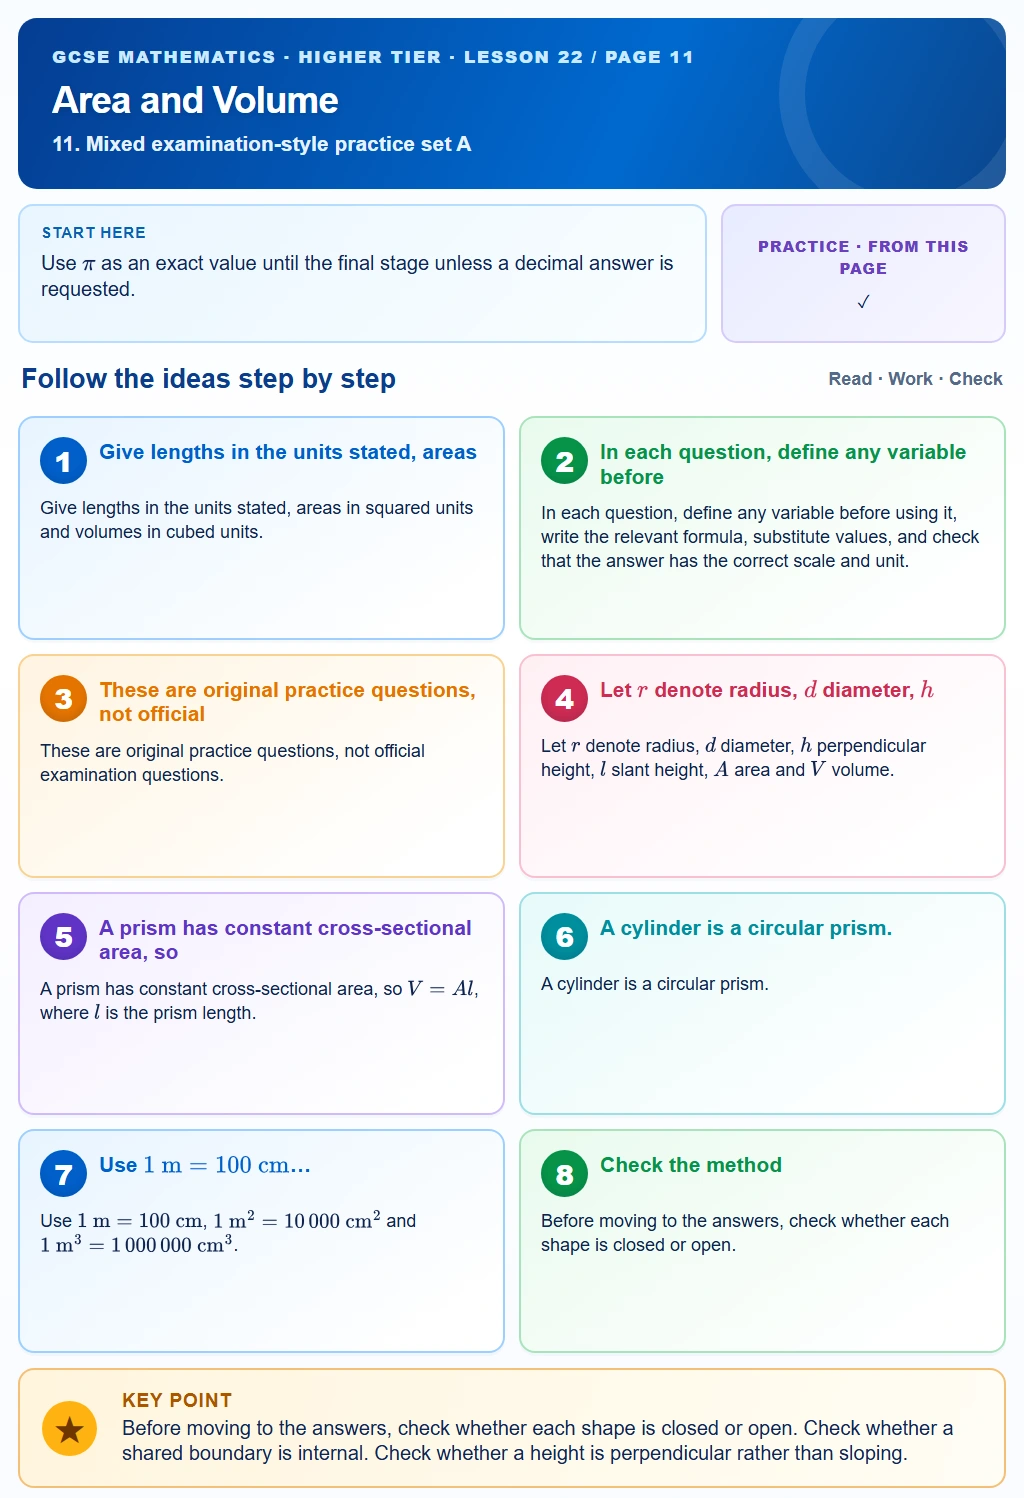 GCSE MATHEMATICS · HIGHER TIER · LESSON 22 / PAGE 11
Area and Volume
11. Mixed examination-style practice set A
START HERE
Use π as an exact value until the final stage unless a decimal answer is
requested.
PRACTICE · FROM THIS
PAGE
✓
Follow the ideas step by step
Read · Work · Check
1
Give lengths in the units stated, areas
Give lengths in the units stated, areas in squared units
and volumes in cubed units.
2
In each question, define any variable
before
In each question, define any variable before using it,
write the relevant formula, substitute values, and check
that the answer has the correct scale and unit.
3
These are original practice questions,
not official
These are original practice questions, not official
examination questions.
4
Let r denote radius, d diameter, h
Let r denote radius, d diameter, h perpendicular
height, l slant height, A area and V volume.
5
A prism has constant cross-sectional
area, so
A prism has constant cross-sectional area, so V = Al,
where l is the prism length.
6
A cylinder is a circular prism.
A cylinder is a circular prism.
7
Use 1 m = 100 cm…
Use 1 m = 100 cm, 1 m² = 10 000 cm² and
1 m³ = 1 000 000 cm³.
8
Check the method
Before moving to the answers, check whether each
shape is closed or open.
KEY POINT
Before moving to the answers, check whether each shape is closed or open. Check whether a
shared boundary is internal. Check whether a height is perpendicular rather than sloping.